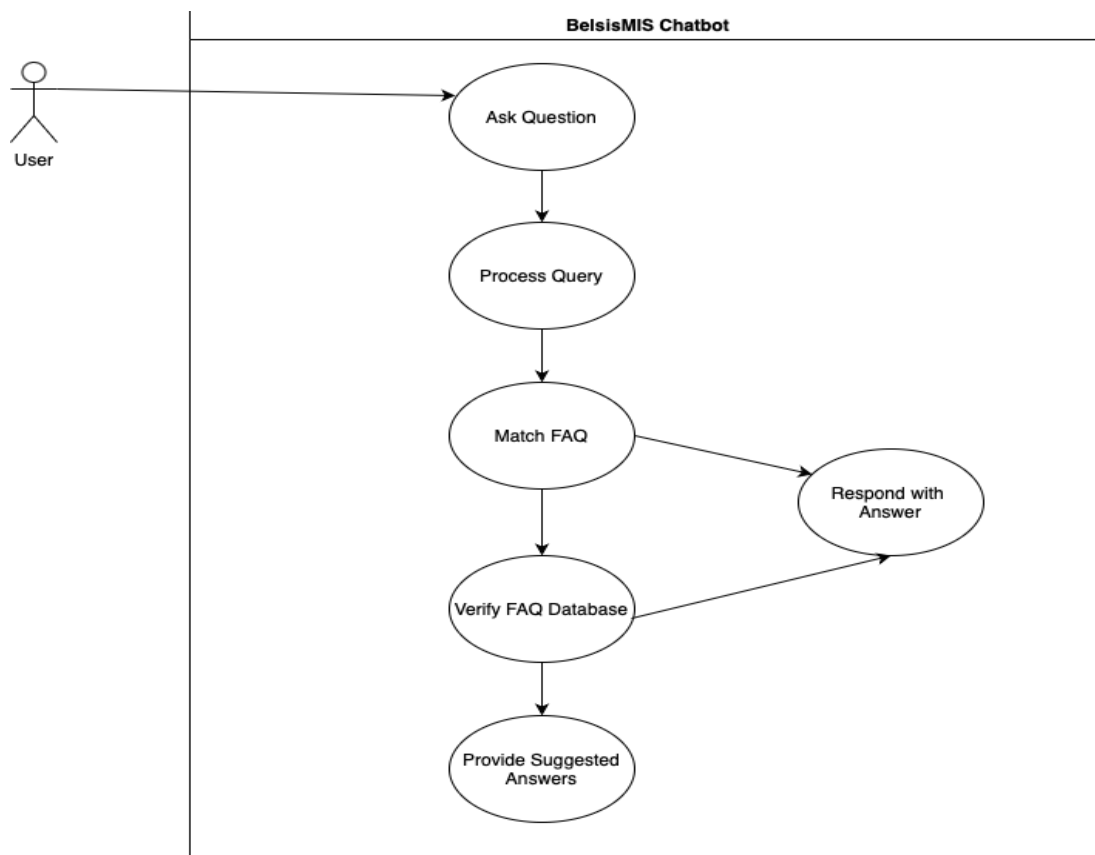 BelsisMIS Chatbot
User
Ask Question
Process Query
Match FAQ
Respond with
Answer
Verify FAQ Database
Provide Suggested
Answers